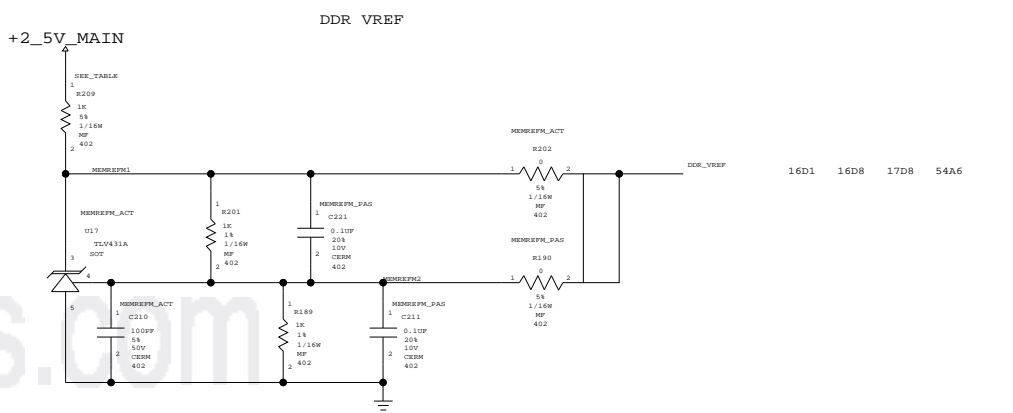 DDR VREF
+2_5V_MAIN
SEE_TABLE
1
R209
1K
5%
1/16W
MF
402
2
MEMREFM1
MEMREFM_ACT
R202
1
0
2
5%
1/16W
MF
402
DDR_VREF
16D1 16D8 17D8 54A6
MEMREFM_ACT
U17
TLV431A
SOT
3
4
5
1
R201
1K
1%
1/16W
MF
402
2
MEMREFM_PAS
1
C221
0.1UF
20%
10V
CERM
402
2
MEMREFM_PAS
R190
1
0
2
5%
1/16W
MF
402
MEMREFM2
MEMREFM_ACT
1
C210
100PF
5%
50V
CERM
402
2
1
R189
1K
1%
1/16W
MF
402
2
MEMREFM_PAS
1
C211
0.1UF
20%
10V
CERM
402
2
s.com